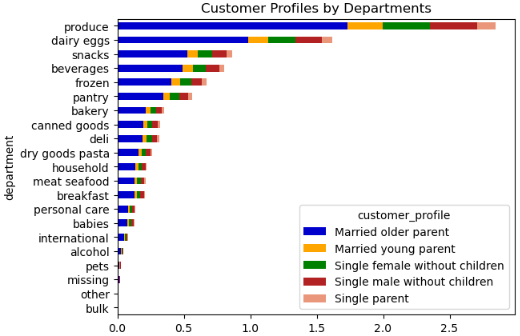 Customer Profiles by Departments
produce
dairy eggs
snacks
beverages
frozen
pantry
bakery
canned goods
deli
dry goods pasta
household
meat seafood
breakfast
personal care
babies
international
alcohol
pets
missing
other
bulk
department
customer_profile
Married older parent
Married young parent
Single female without children
Single male without children
Single parent
0.0 0.5 1.0 1.5 2.0 2.5